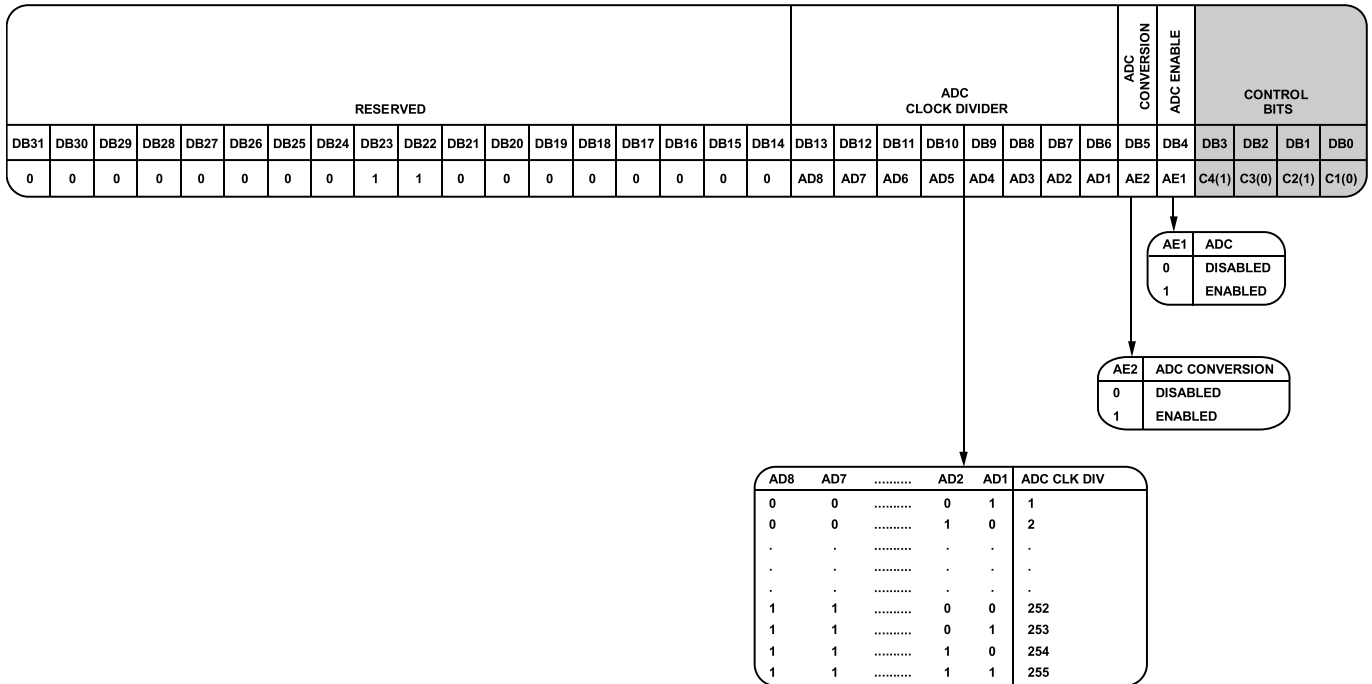 RESERVED
ADC
CLOCK DIVIDER
ADC
CONVERSION
ADC ENABLE
CONTROL
BITS
DB31 DB30 DB29 DB28 DB27 DB26 DB25 DB24 DB23 DB22 DB21 DB20 DB19 DB18 DB17 DB16 DB15 DB14 DB13 DB12 DB11 DB10 DB9 DB8 DB7 DB6 DB5 DB4 DB3 DB2 DB1 DB0
0 0 0 0 0 0 0 0 1 1 0 0 0 0 0 0 0 0 AD8 AD7 AD6 AD5 AD4 AD3 AD2 AD1 AE2 AE1 C4(1) C3(0) C2(1) C1(0)
AE1 ADC
0 DISABLED
1 ENABLED
AE2 ADC CONVERSION
0 DISABLED
1 ENABLED
AD8 AD7 .......... AD2 AD1 ADC CLK DIV
0 0 .......... 0 1 1
0 0 .......... 1 0 2
. . .......... . . .
. . .......... . . .
. . .......... . . .
1 1 .......... 0 0 252
1 1 .......... 0 1 253
1 1 .......... 1 0 254
1 1 .......... 1 1 255